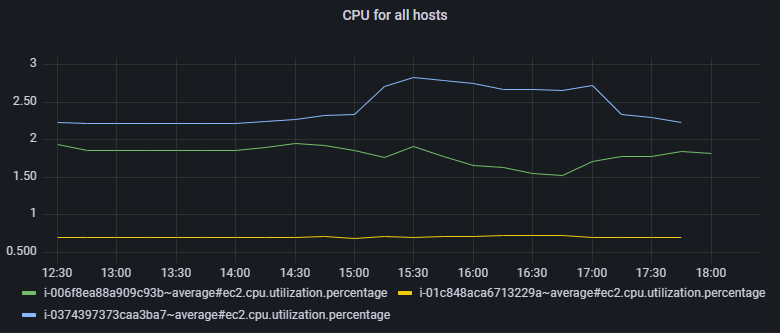 CPU for all hosts
3
2.50
2
1.50
1
0.500
12:30 13:00 13:30 14:00 14:30 15:00 15:30 16:00 16:30 17:00 17:30 18:00
i-006f8ea88a909c93b~average#ec2.cpu.utilization.percentage i-01c848aca6713229a~average#ec2.cpu.utilization.percentage
i-0374397373caa3ba7~average#ec2.cpu.utilization.percentage